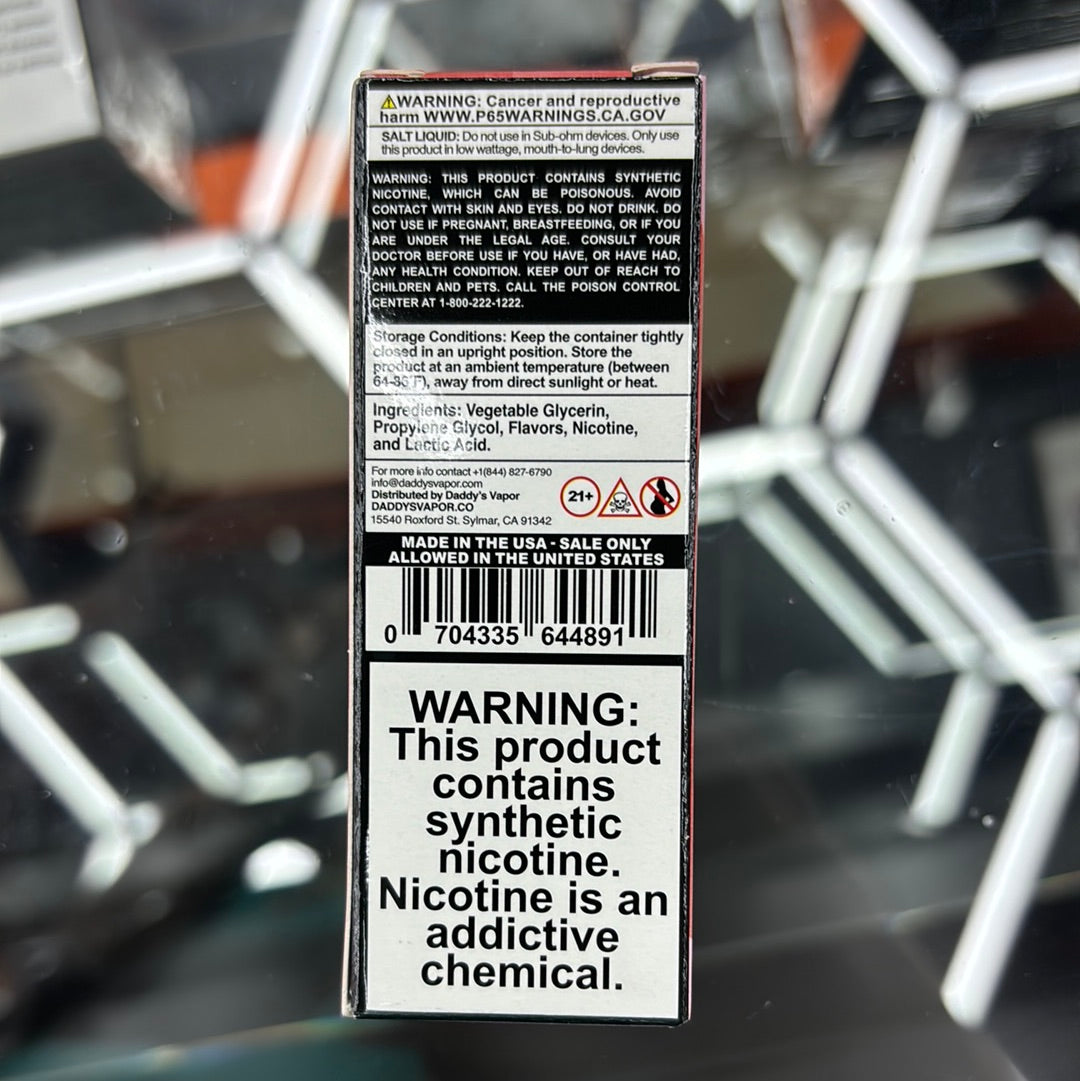 ⚠WARNING: Cancer and reproductive
harm WWW.P65WARNINGS.CA.GOV
SALT LIQUID: Do not use in Sub-ohm devices. Only use
this product in low wattage, mouth-to-lung devices.
WARNING: THIS PRODUCT CONTAINS SYNTHETIC
NICOTINE, WHICH CAN BE POISONOUS. AVOID
CONTACT WITH SKIN AND EYES. DO NOT DRINK. DO
NOT USE IF PREGNANT, BREASTFEEDING, OR IF YOU
ARE UNDER THE LEGAL AGE. CONSULT YOUR
DOCTOR BEFORE USE IF YOU HAVE, OR HAVE HAD,
ANY HEALTH CONDITION. KEEP OUT OF REACH TO
CHILDREN AND PETS. CALL THE POISON CONTROL
CENTER AT 1-800-222-1222.
Storage Conditions: Keep the container tightly
closed in an upright position. Store the
product at an ambient temperature (between
away from direct sunlight or heat.
Ingredients: Vegetable Glycerin,
Propylene Glycol, Flavors, Nicotine,
and Lactic Acid.
For more info contact +1(844) 827-6790
info@daddysvapor.com
Distributed by Daddy's Vapor
DADDYSVAPOR.CO
15540 Roxford St. Sylmar, CA 91342
21+
MADE IN THE USA - SALE ONLY
ALLOWED IN THE UNITED STATES
0 704335 644891
WARNING:
This product
contains
synthetic
nicotine.
Nicotine is an
addictive
chemical.